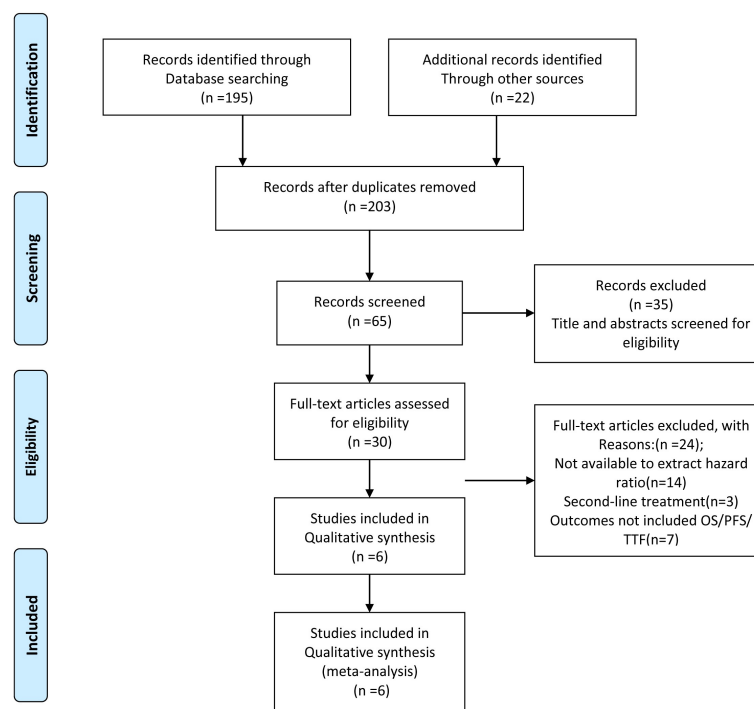 Identification
Records identified through
Database searching
(n =195)
Additional records identified
Through other sources
(n =22)
Records after duplicates removed
(n =203)
Screening
Records screened
(n =65)
Records excluded
(n =35)
Title and abstracts screened for
eligibility
Eligibility
Full-text articles assessed
for eligibility
(n =30)
Full-text articles excluded, with
Reasons:(n =24);
Not available to extract hazard
ratio(n=14)
Second-line treatment(n=3)
Outcomes not included OS/PFS/
TTF(n=7)
Studies included in
Qualitative synthesis
(n =6)
Included
Studies included in
Qualitative synthesis
(meta-analysis)
(n =6)